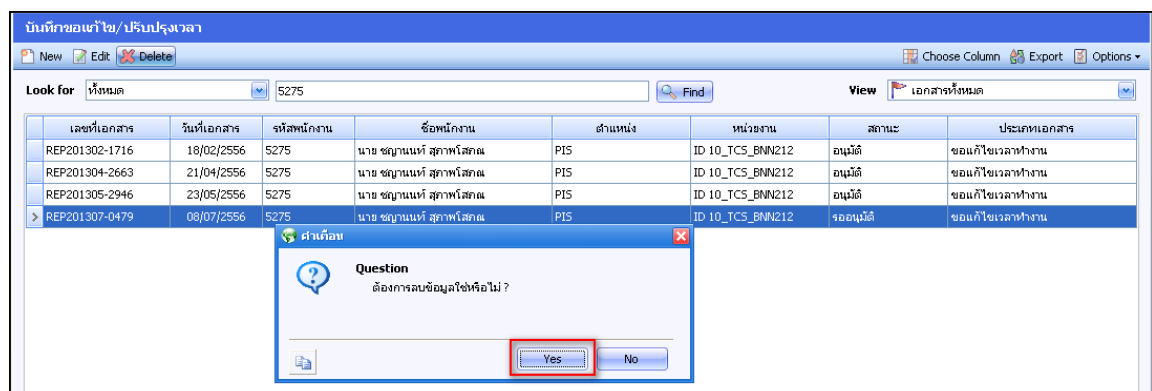 บันทึกขอแก้ไข/ปรับปรุงเวลา
New Edit Delete Choose Column Export Options
Look for ทั้งหมด 5275 Find View เอกสารทั้งหมด
เลขที่เอกสาร วันที่เอกสาร รหัสพนักงาน ชื่อพนักงาน ตำแหน่ง หน่วยงาน สถานะ ประเภทเอกสาร
REP201302-1716 18/02/2556 5275 นาย ชญานนท์ สุภาพโสภณ PIS ID 10_TCS_BNN212 อนุมัติ ขอแก้ไขเวลาทำงาน
REP201304-2663 21/04/2556 5275 นาย ชญานนท์ สุภาพโสภณ PIS ID 10_TCS_BNN212 อนุมัติ ขอแก้ไขเวลาทำงาน
REP201305-2946 23/05/2556 5275 นาย ชญานนท์ สุภาพโสภณ PIS ID 10_TCS_BNN212 อนุมัติ ขอแก้ไขเวลาทำงาน
REP201307-0479 08/07/2556 5275 นาย ชญานนท์ สุภาพโสภณ PIS ID 10_TCS_BNN212 รออนุมัติ ขอแก้ไขเวลาทำงาน
คำเตือน
Question
ต้องการลบข้อมูลใช่หรือไม่ ?
Yes No